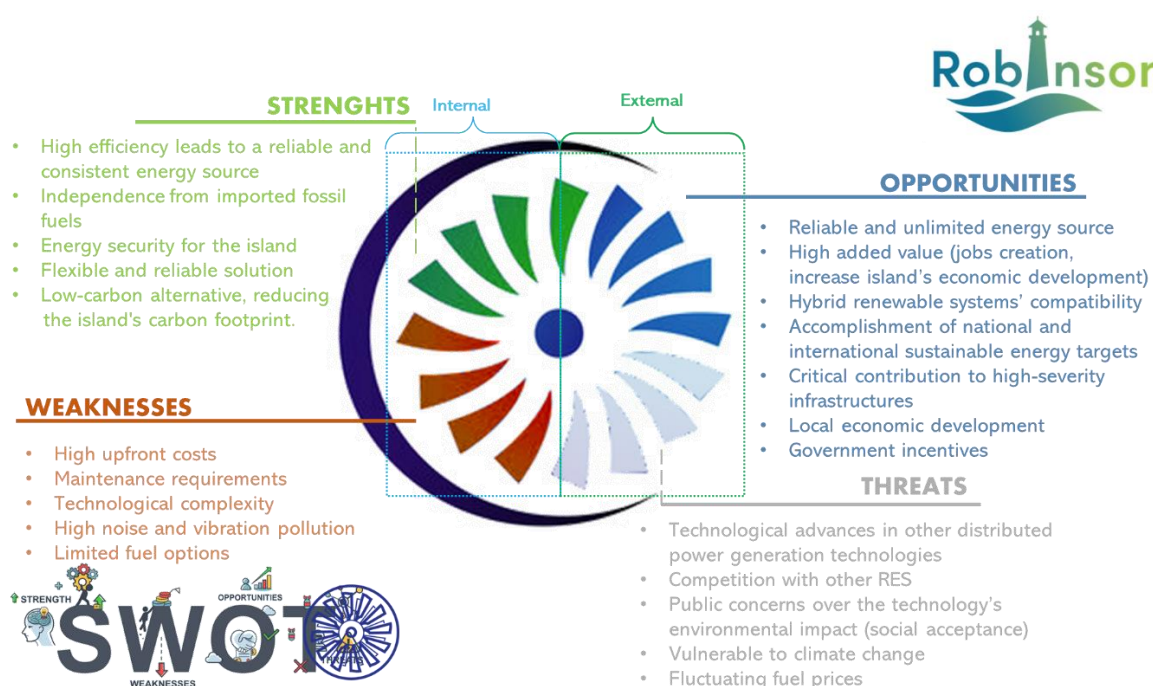 RobInsor
STRENGHTS
Internal
External
• High efficiency leads to a reliable and
consistent energy source
• Independence from imported fossil
fuels
• Energy security for the island
• Flexible and reliable solution
• Low-carbon alternative, reducing
the island's carbon footprint.
OPPORTUNITIES
• Reliable and unlimited energy source
• High added value (jobs creation,
increase island's economic development)
• Hybrid renewable systems' compatibility
• Accomplishment of national and
international sustainable energy targets
• Critical contribution to high-severity
infrastructures
• Local economic development
• Government incentives
WEAKNESSES
• High upfront costs
• Maintenance requirements
• Technological complexity
• High noise and vibration pollution
• Limited fuel options
THREATS
• Technological advances in other distributed
power generation technologies
• Competition with other RES
• Public concerns over the technology's
environmental impact (social acceptance)
• Vulnerable to climate change
• Fluctuating fuel prices
STRENGTH
OPPORTUNITIES
SWOT
THREATS
WEAKNESSES